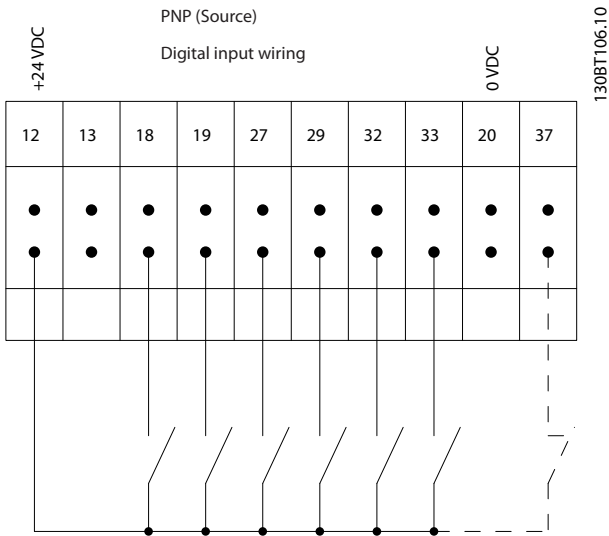 PNP (Source)
Digital input wiring
+24 VDC
0 VDC
130BT106.10
12 13 18 19 27 29 32 33 20 37